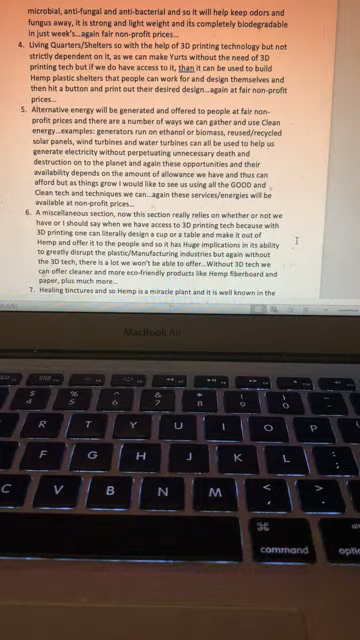 microbial, anti-fungal and anti-bacterial and so it will help keep odors and
fungus away, it is strong and light weight and its completely biodegradable
in just week's...again fair non-profit prices...
4. Living Quarters/Shelters so with the help of 3D printing technology but not
strictly dependent on it, as we can make Yurts without the need of 3D
printing tech but if we do have access to it, than it can be used to build
Hemp plastic shelters that people can work for and design themselves and
then hit a button and print out their desired design...again at fair non-profit
prices...
5. Alternative energy will be generated and offered to people at fair non-
profit prices and there are a number of ways we can gather and use Clean
energy...examples: generators run on ethanol or biomass, reused/recycled
solar panels, wind turbines and water turbines can all be used to help us
generate electricity without perpetuating unnecessary death and
destruction on to the planet and again these opportunities and their
availability depends on the amount of allowance we have and thus can
afford but as things grow I would like to see us using all the GOOD and
Clean tech and techniques we can...again these services/energies will be
available at non-profit prices...
6. A miscellaneous section, now this section really relies on whether or not we
have or I should say when we have access to 3D printing tech because with
3D printing one can literally design a cup or a table and make it out of
Hemp and offer it to the people and so it has Huge implications in its ability
to greatly disrupt the plastic/Manufacturing industries but again without
the 3D tech, there is a lot we won't be able to offer...Without 3D tech we
can offer cleaner and more eco-friendly products like Hemp fiberboard and
paper, plus much more...
7. Healing tinctures and so Hemp is a miracle plant and it is well known in the
MacBook Air
$ 4 % 5 ^ 6 & 7 * 8 ( 9 ) 0
R T Y U I O P
F G H J K L : ;
C V B N M < , > .
⌘
command